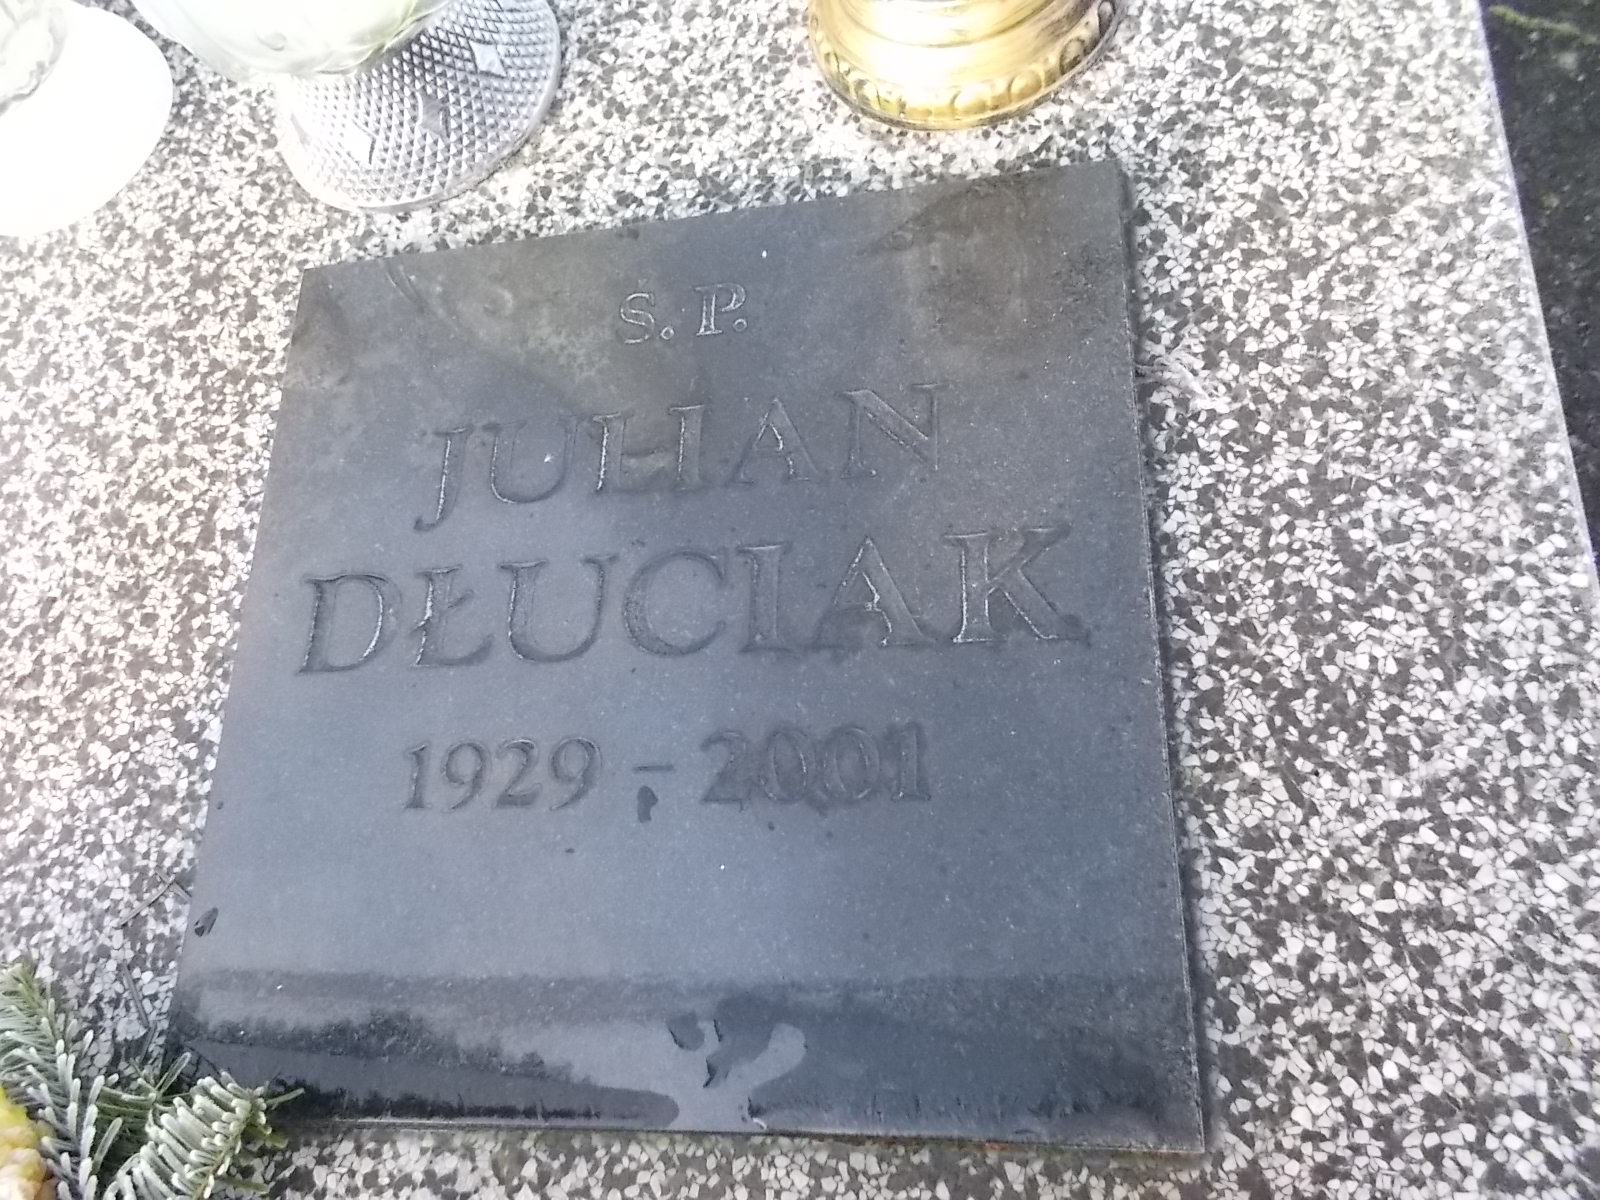 Ś. P.
JULIAN
DŁUCIAK
1929 – 2001